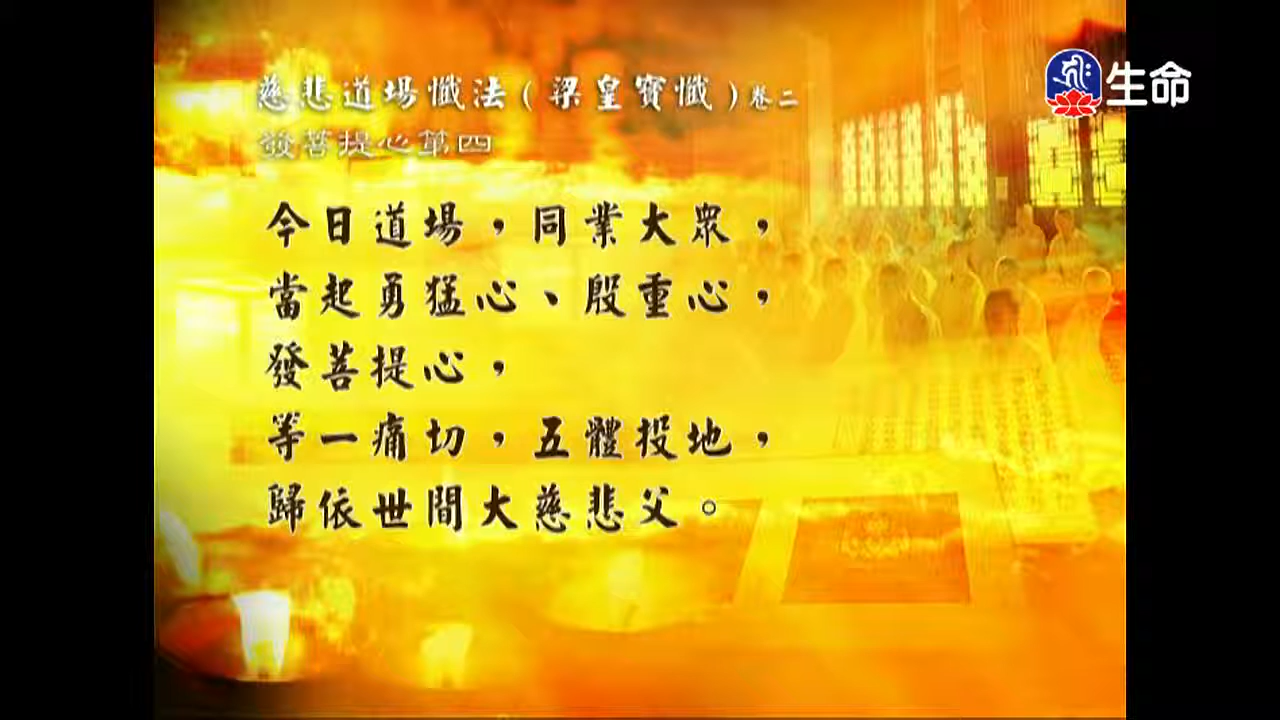 慈悲道場懺法(梁皇寶懺)卷二
生命
發菩提心第四
今日道場,同業大眾,
當起勇猛心、殷重心,
發菩提心,
等一痛切,五體投地,
歸依世間大慈悲父。